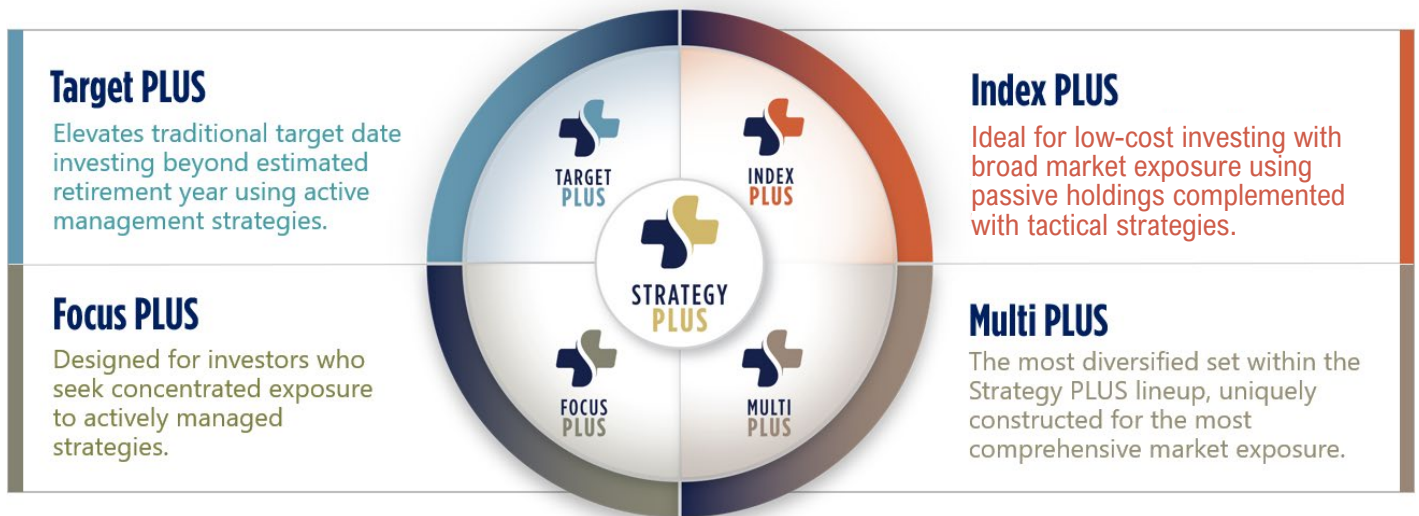 Target PLUS
Elevates traditional target date
investing beyond estimated
retirement year using active
management strategies.
Focus PLUS
Designed for investors who
seek concentrated exposure
to actively managed
strategies.
TARGET
PLUS
INDEX
PLUS
STRATEGY
PLUS
FOCUS
PLUS
MULTI
PLUS
Index PLUS
Ideal for low-cost investing with
broad market exposure using
passive holdings complemented
with tactical strategies.
Multi PLUS
The most diversified set within the
Strategy PLUS lineup, uniquely
constructed for the most
comprehensive market exposure.